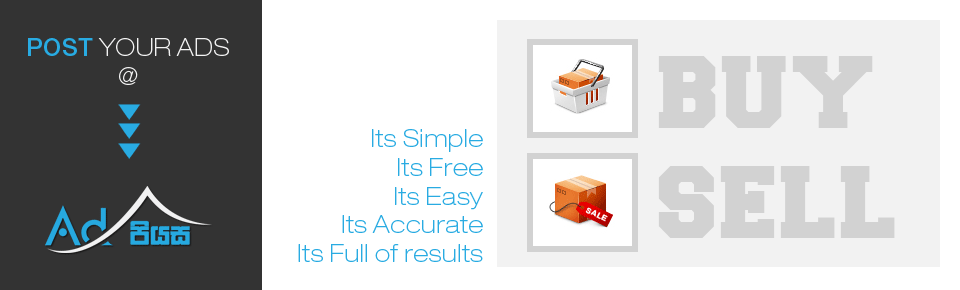 POST YOUR ADS
@
Ad පියස
Its Simple
Its Free
Its Easy
Its Accurate
Its Full of results
BUY
SALE
SELL